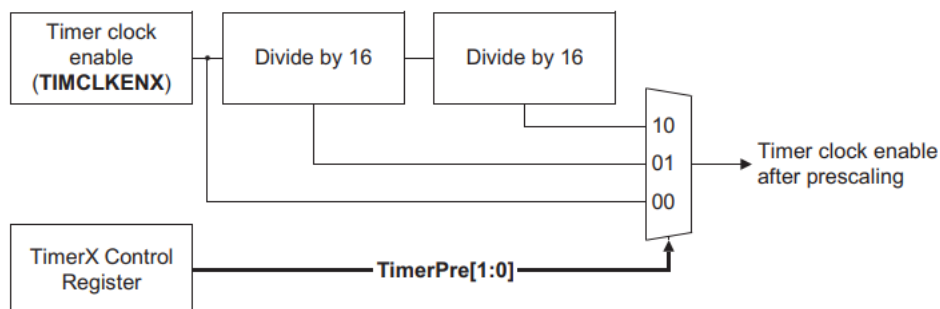 Timer clock
enable
(TIMCLKENX)
Divide by 16
Divide by 16
10
01
00
Timer clock enable
after prescaling
TimerX Control
Register
TimerPre[1:0]